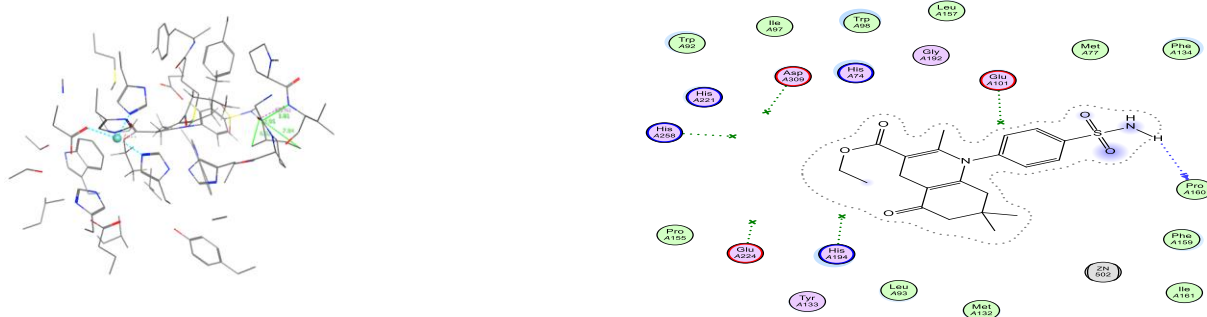 Leu
A157
Ile
A97
Trp
A98
Trp
A92
Gly
A192
Met
A77
Phe
A134
Asp
A309
His
A74
Glu
A101
His
A221
His
A258
O
O
N
O
S
O
H
N
H
Pro
A160
O
Pro
A155
Glu
A224
His
A194
Phe
A159
ZN
502
Tyr
A133
Leu
A93
Met
A132
Ile
A161